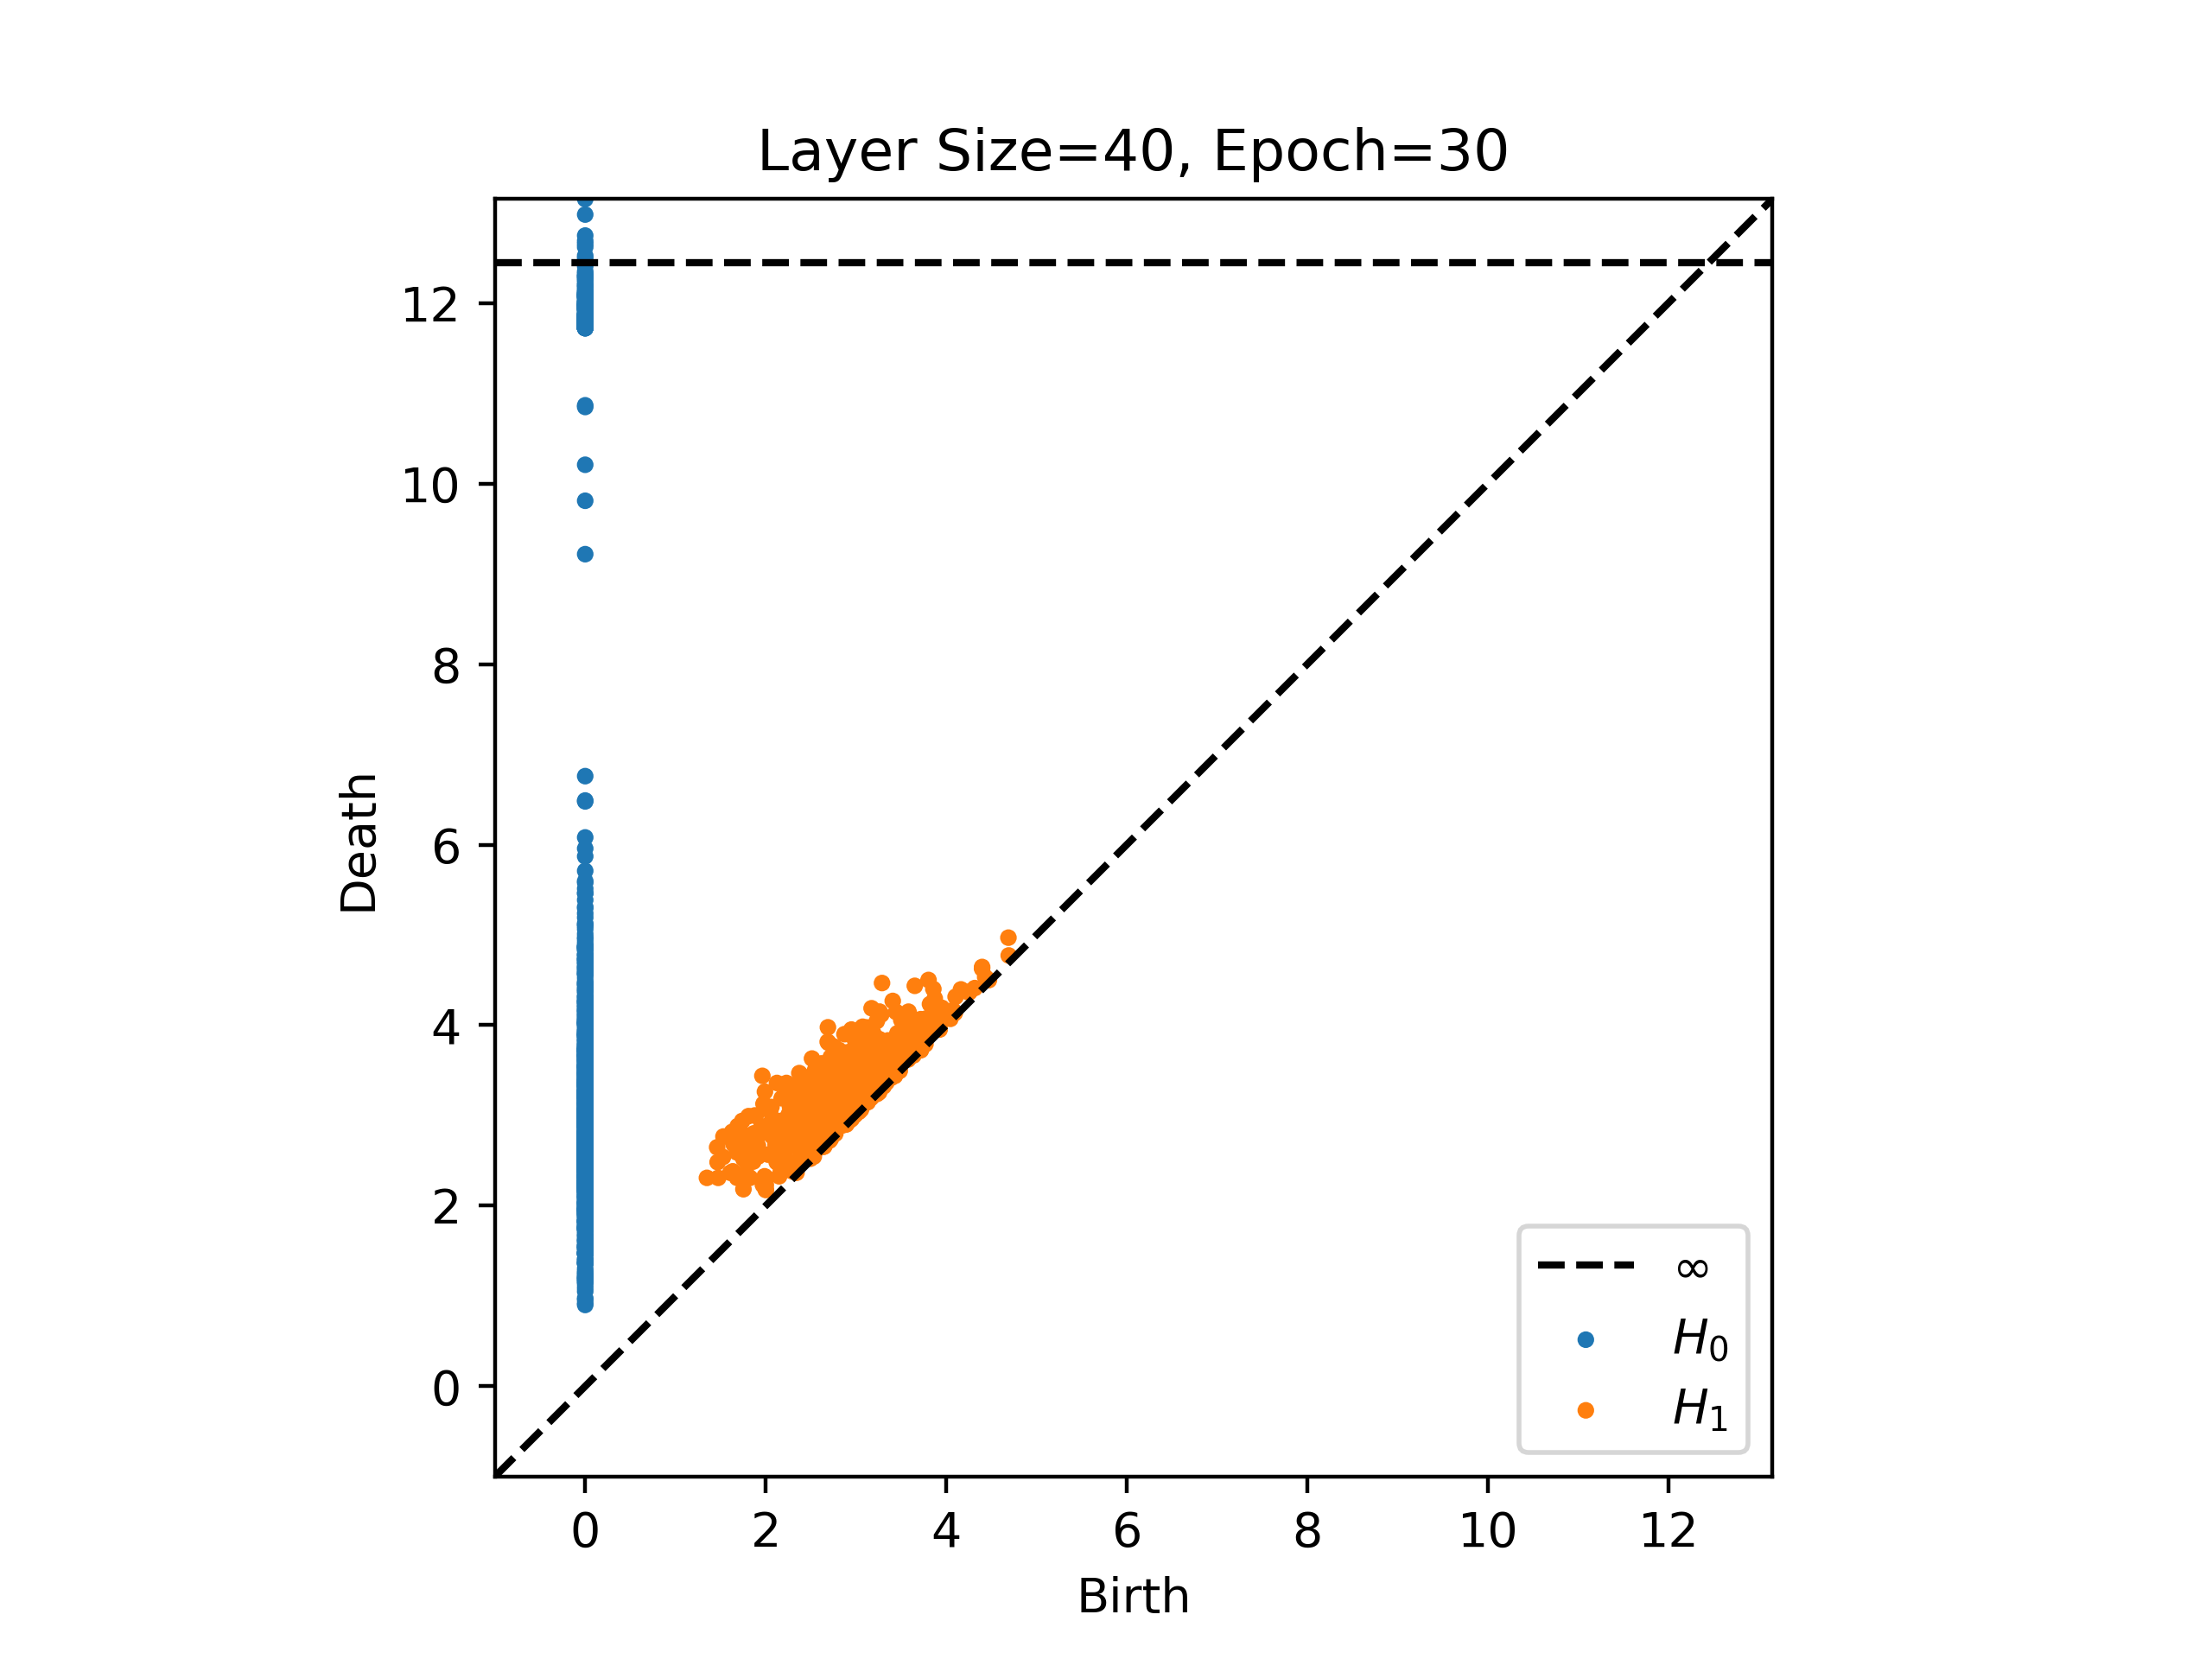 Layer Size=40, Epoch=30
12
10
8
6
4
2
0
Death
0 2 4 6 8 10 12
Birth
∞
H₀
H₁